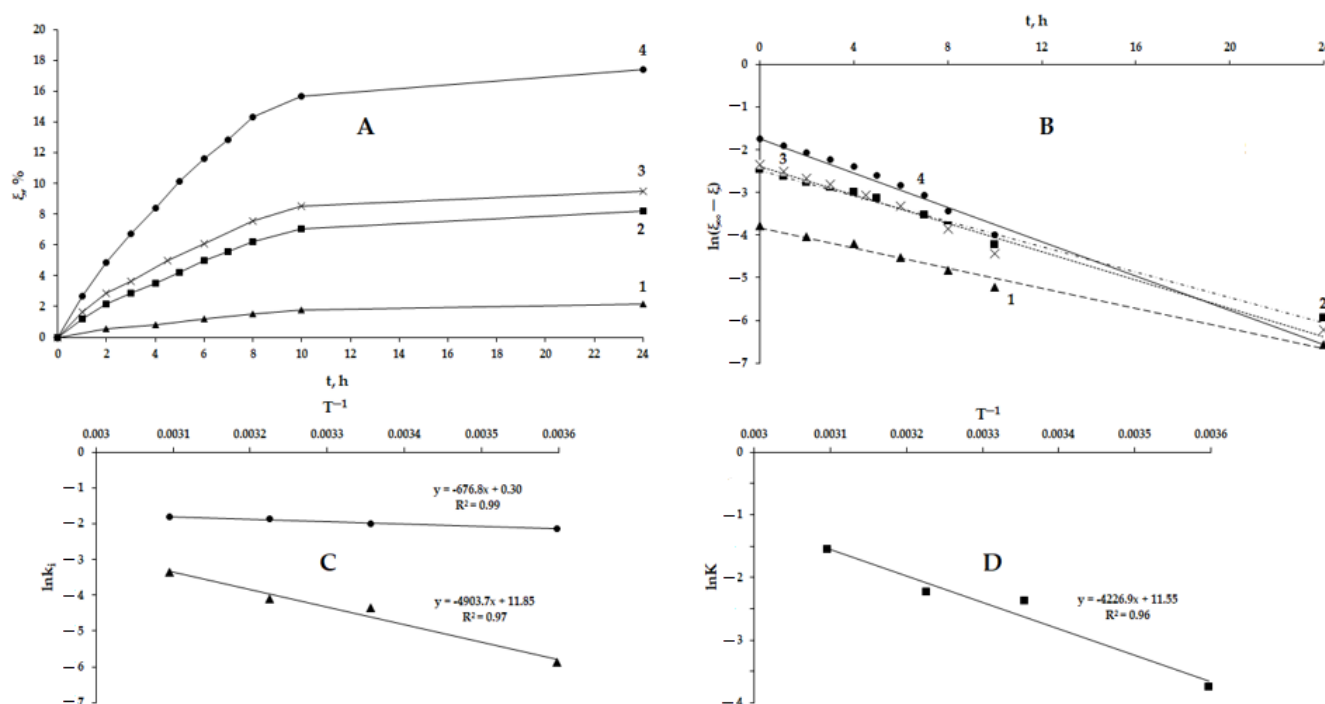 20
18
16
14
12
10
8
6
4
2
0
ξ, %
4
A
3
2
1
0 2 4 6 8 10 12 14 16 18 20 22 24
t, h
t, h
0 4 8 12 16 20 24
0
−1
−2
−3
−4
−5
−6
−7
ln(ξ∞ − ξ)
B
3
4
1
2
T−1
0.003 0.0031 0.0032 0.0033 0.0034 0.0035 0.0036
0
−1
−2
−3
−4
−5
−6
−7
lnki
y = -676.8x + 0.30
R² = 0.99
C
y = -4903.7x + 11.85
R² = 0.97
T−1
0.003 0.0031 0.0032 0.0033 0.0034 0.0035 0.0036
0
−1
−2
−3
−4
lnK
D
y = -4226.9x + 11.55
R² = 0.96